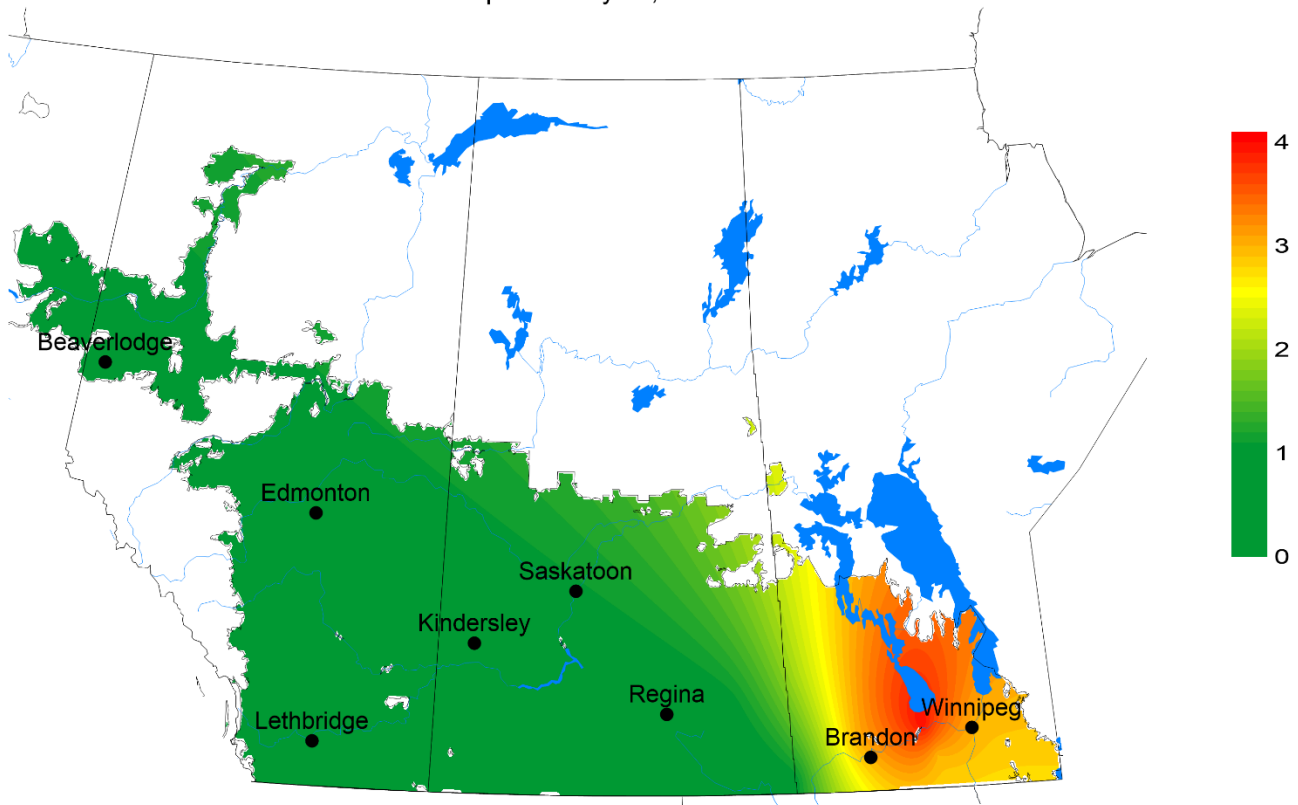 4
3
2
1
0
Beaverlodge
Edmonton
Saskatoon
Kindersley
Regina
Lethbridge
Winnipeg
Brandon